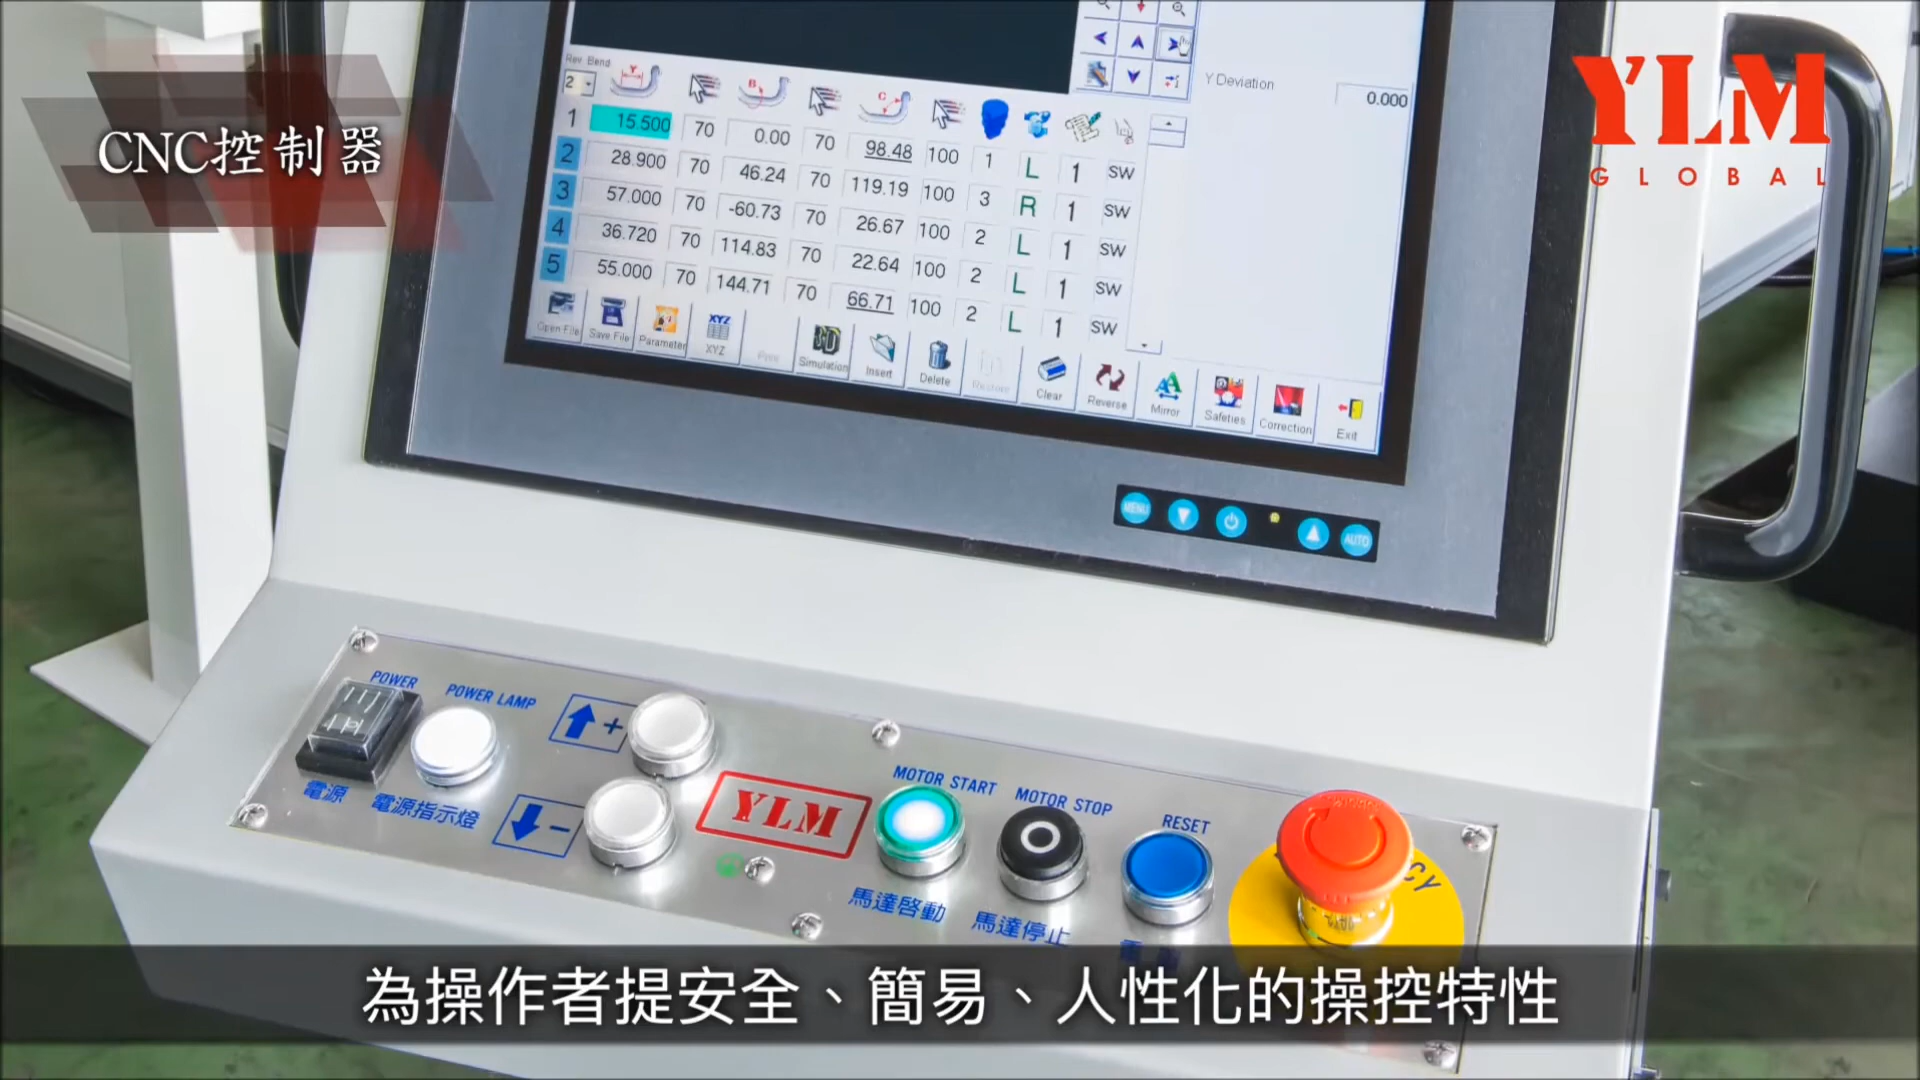 CNC控制器
YLM
GLOBAL
Y Deviation
0.000
Rev Bend
2
Y
B
C
1 15.500 70 0.00 70 98.48 100 1 L 1 SW
2 28.900 70 46.24 70 119.19 100 3 R 1 SW
3 57.000 70 -60.73 70 26.67 100 2 L 1 SW
4 36.720 70 114.83 70 22.64 100 2 L 1 SW
5 55.000 70 144.71 70 66.71 100 2 L 1 SW
Open File Save File Parameter XYZ XYZ Simulation Insert Delete Restore Clear Reverse Mirror Safeties Correction Exit
MENU AUTO
POWER POWER LAMP
電源 電源指示燈
+
-
YLM
MOTOR START MOTOR STOP RESET
馬達啓動 馬達停止
CY
為操作者提安全、簡易、人性化的操控特性